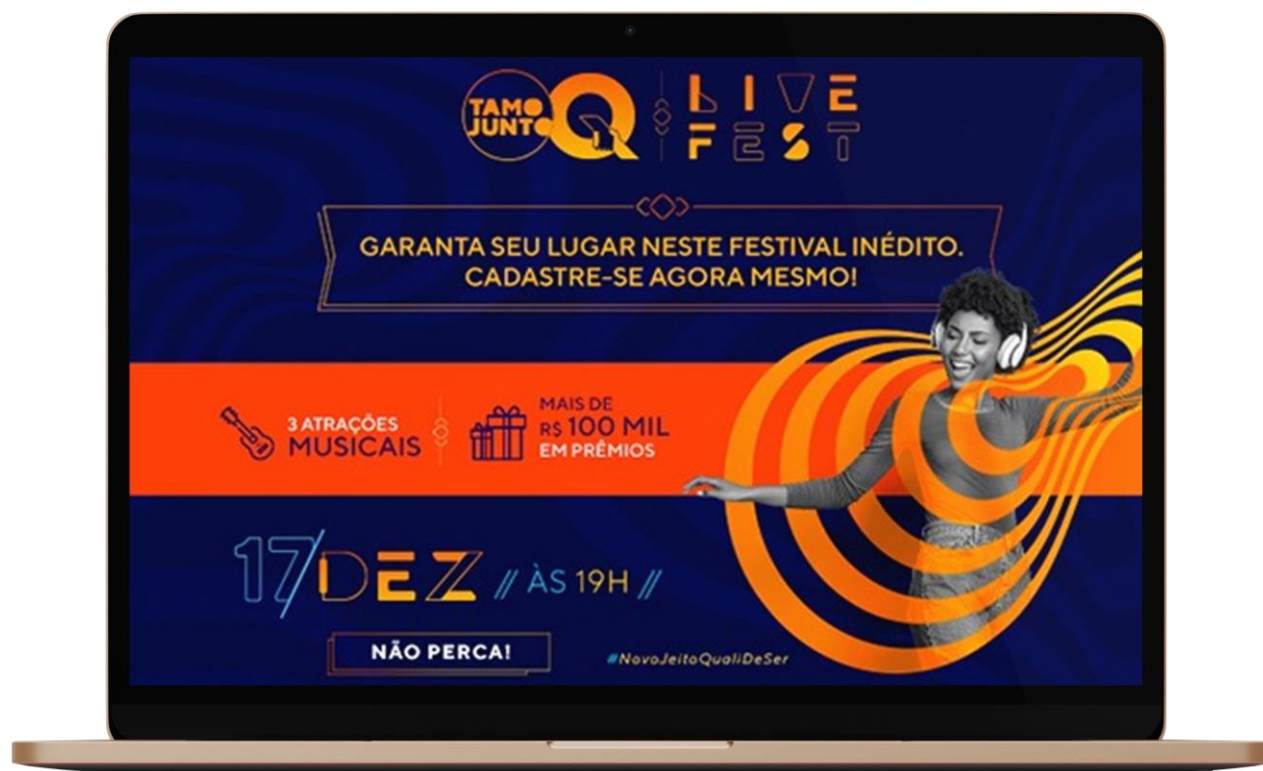 TAMO
JUNTO
Q
LIVE
FEST
GARANTA SEU LUGAR NESTE FESTIVAL INÉDITO.
CADASTRE-SE AGORA MESMO!
3 ATRAÇÕES
MUSICAIS
MAIS DE
R$ 100 MIL
EM PRÊMIOS
17/DEZ // ÀS 19H //
NÃO PERCA!
#NovoJeitoQualiDeSer